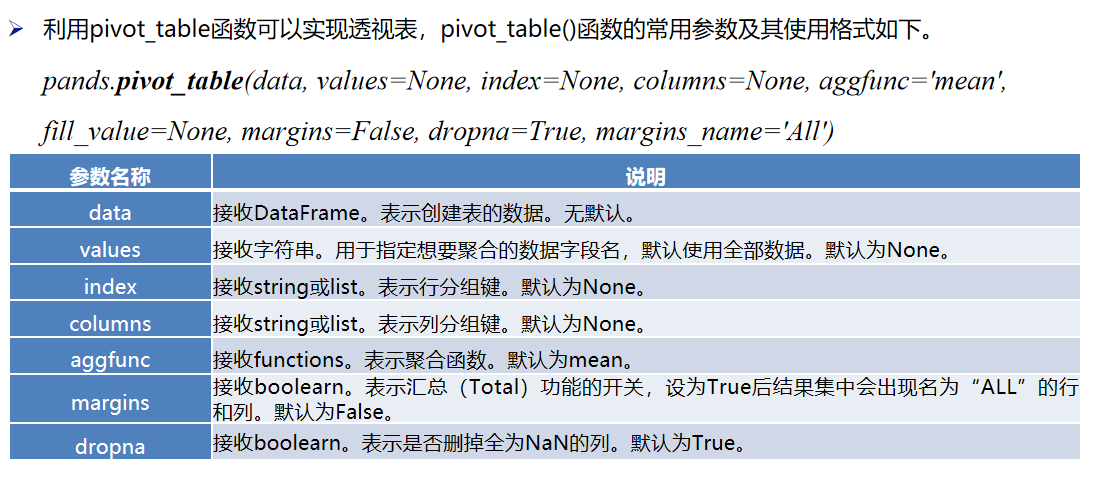 ➢ 利用pivot_table函数可以实现透视表，pivot_table()函数的常用参数及其使用格式如下。
pands.pivot_table(data, values=None, index=None, columns=None, aggfunc='mean',
fill_value=None, margins=False, dropna=True, margins_name='All')
参数名称 说明
data 接收DataFrame。表示创建表的数据。无默认。
values 接收字符串。用于指定想要聚合的数据字段名，默认使用全部数据。默认为None。
index 接收string或list。表示行分组键。默认为None。
columns 接收string或list。表示列分组键。默认为None。
aggfunc 接收functions。表示聚合函数。默认为mean。
margins 接收boolearn。表示汇总（Total）功能的开关，设为True后结果集中会出现名为“ALL”的行
和列。默认为False。
dropna 接收boolearn。表示是否删掉全为NaN的列。默认为True。